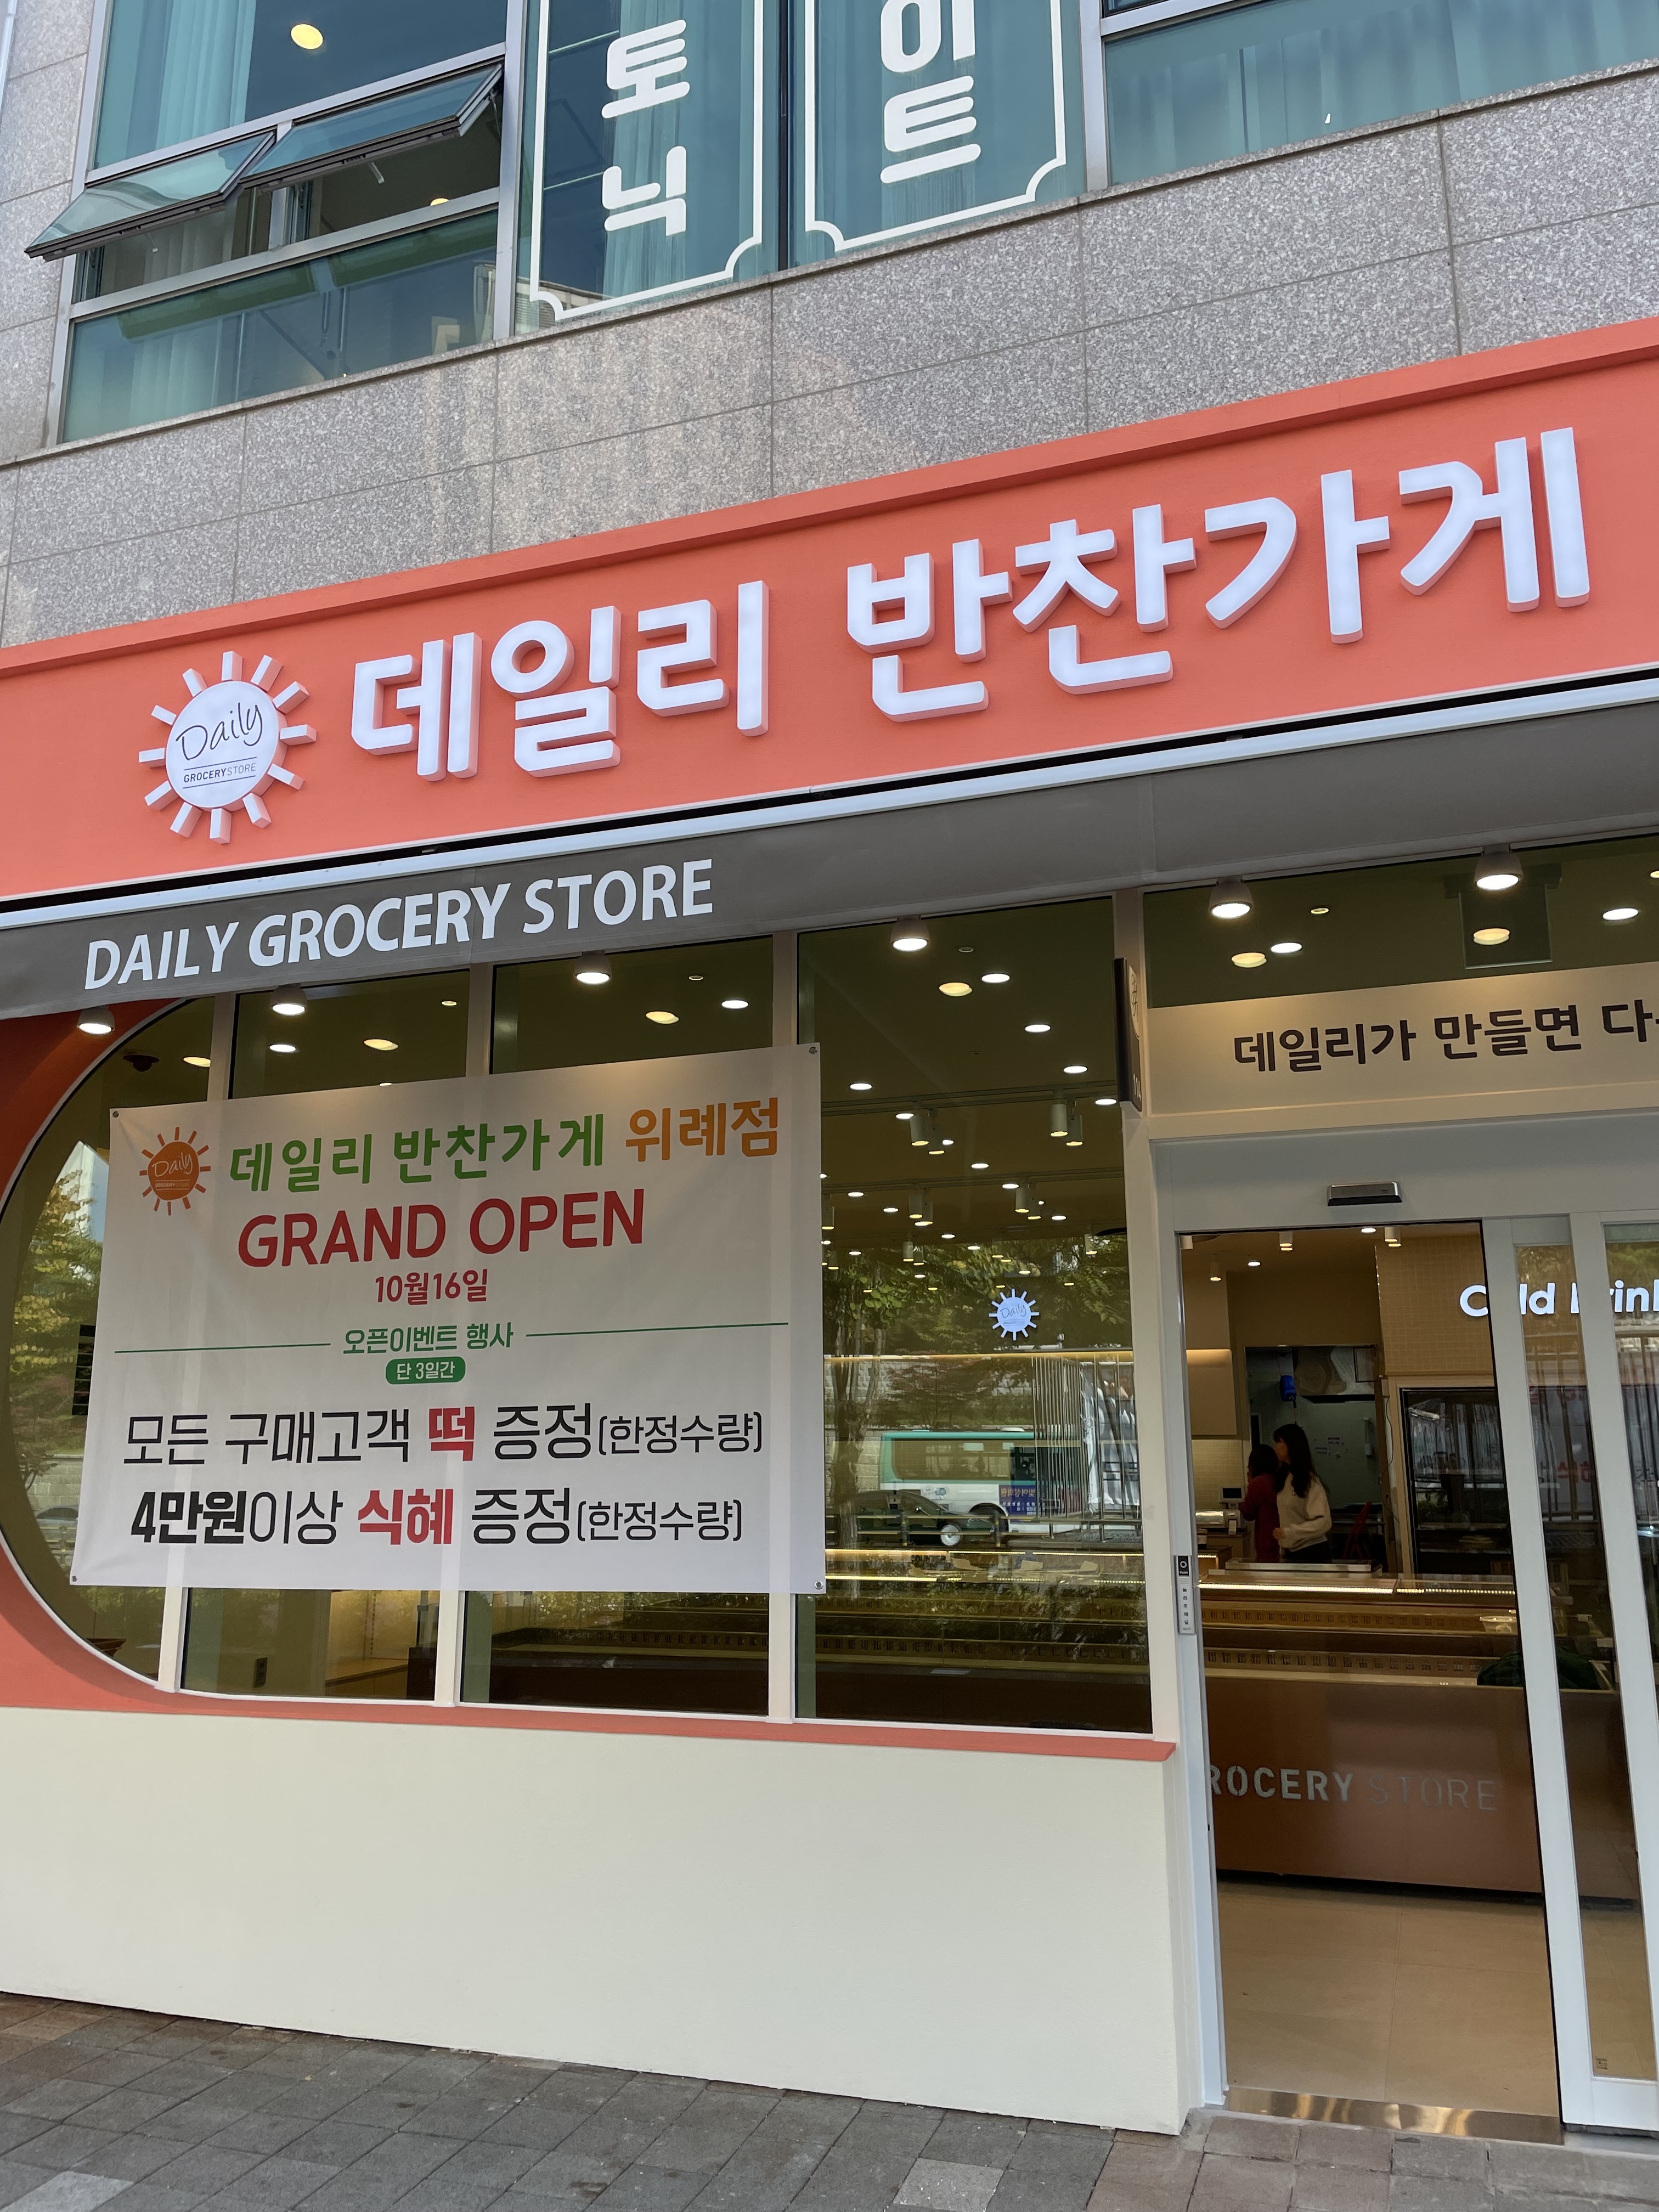 토닉
이트
데일리 반찬가게
Daily
GROCERY STORE
DAILY GROCERY STORE
데일리가 만들면
Daily
데일리 반찬가게 위례점
GRAND OPEN
10월16일
오픈이벤트 행사
단 3일간
모든 구매고객 떡 증정(한정수량)
4만원이상 식혜 증정(한정수량)
Daily
Cold
ROCERY STORE